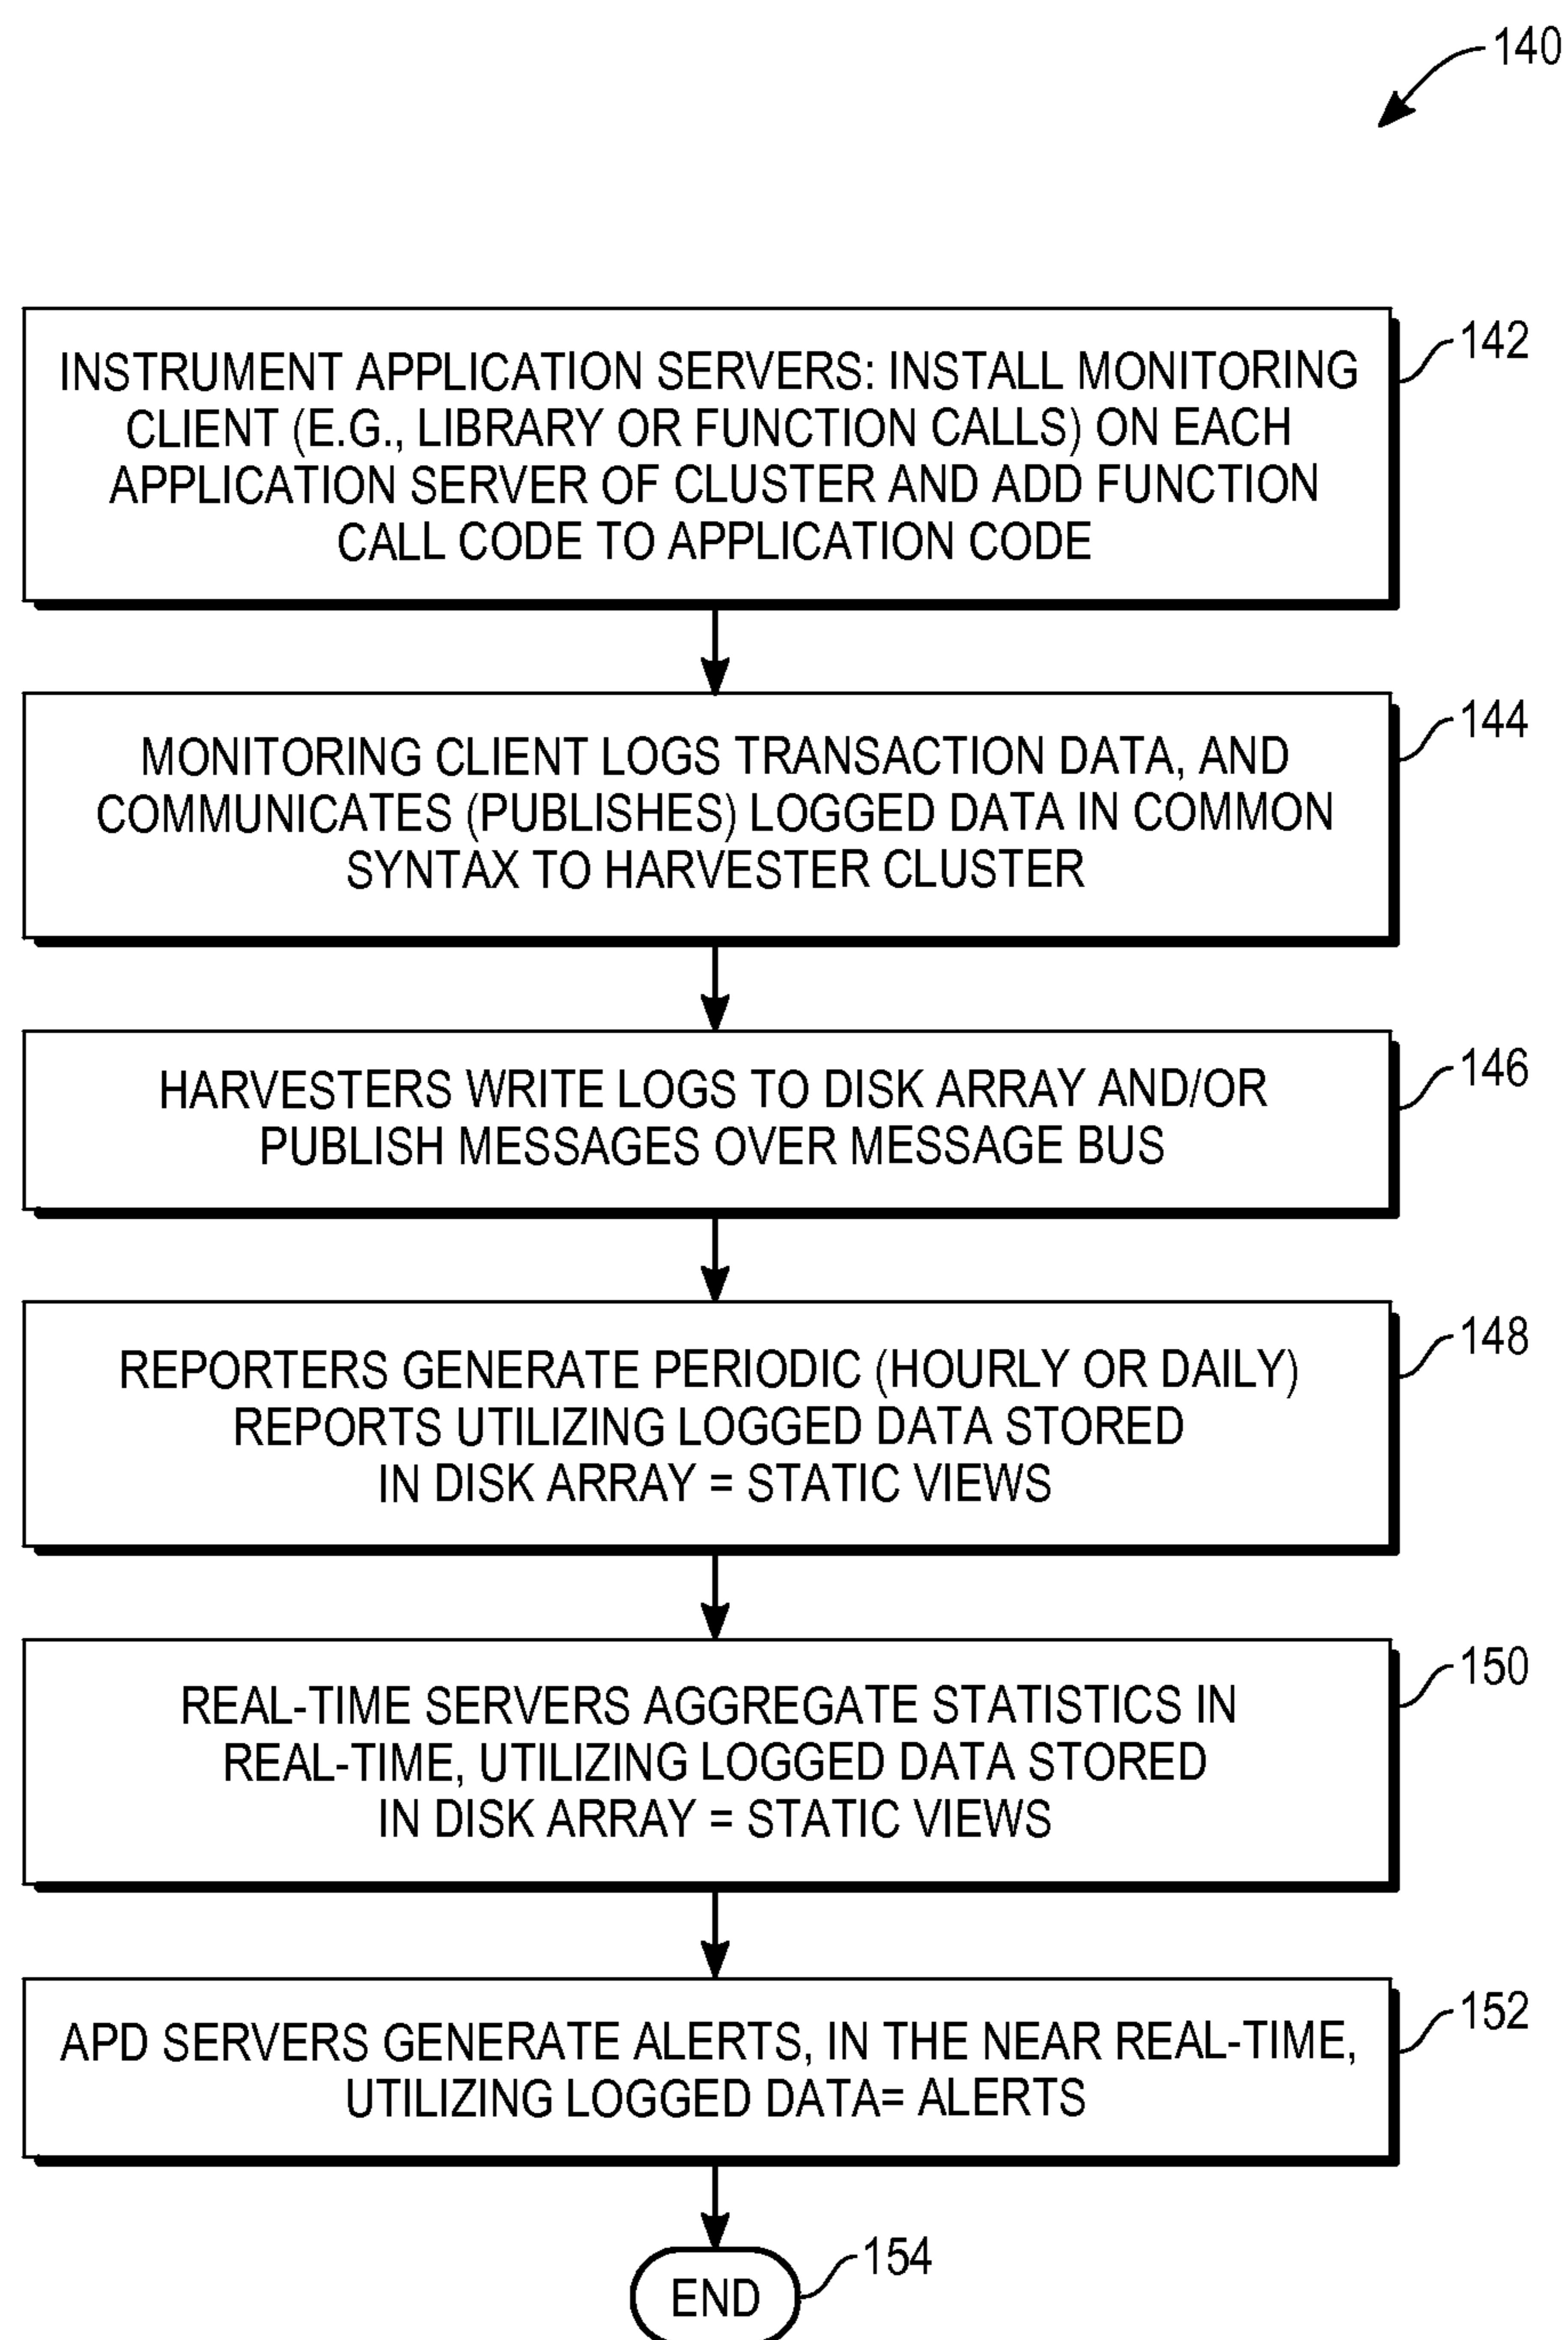 140
INSTRUMENT APPLICATION SERVERS: INSTALL MONITORING
CLIENT (E.G., LIBRARY OR FUNCTION CALLS) ON EACH
APPLICATION SERVER OF CLUSTER AND ADD FUNCTION
CALL CODE TO APPLICATION CODE
142
MONITORING CLIENT LOGS TRANSACTION DATA, AND
COMMUNICATES (PUBLISHES) LOGGED DATA IN COMMON
SYNTAX TO HARVESTER CLUSTER
144
HARVESTERS WRITE LOGS TO DISK ARRAY AND/OR
PUBLISH MESSAGES OVER MESSAGE BUS
146
REPORTERS GENERATE PERIODIC (HOURLY OR DAILY)
REPORTS UTILIZING LOGGED DATA STORED
IN DISK ARRAY = STATIC VIEWS
148
REAL-TIME SERVERS AGGREGATE STATISTICS IN
REAL-TIME, UTILIZING LOGGED DATA STORED
IN DISK ARRAY = STATIC VIEWS
150
APD SERVERS GENERATE ALERTS, IN THE NEAR REAL-TIME,
UTILIZING LOGGED DATA= ALERTS
152
END
154